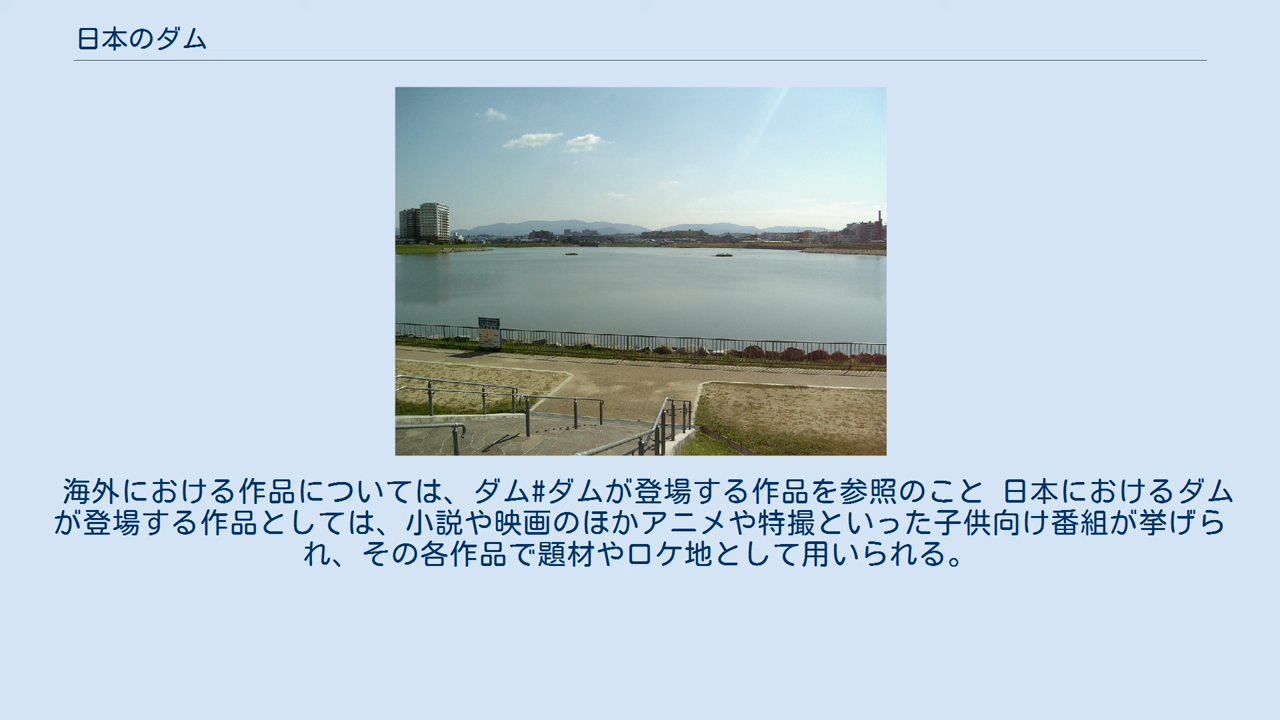 日本のダム
海外における作品については、ダム#ダムが登場する作品を参照のこと 日本におけるダム
が登場する作品としては、小説や映画のほかアニメや特撮といった子供向け番組が挙げら
れ、その各作品で題材やロケ地として用いられる。